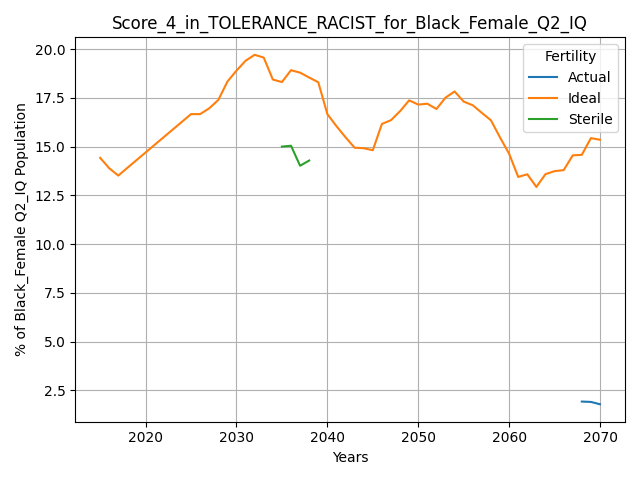 Score_4_in_TOLERANCE_RACIST_for_Black_Female_Q2_IQ
Fertility
Actual
Ideal
Sterile
% of Black_Female Q2_IQ Population
20.0
17.5
15.0
12.5
10.0
7.5
5.0
2.5
2020 2030 2040 2050 2060 2070
Years